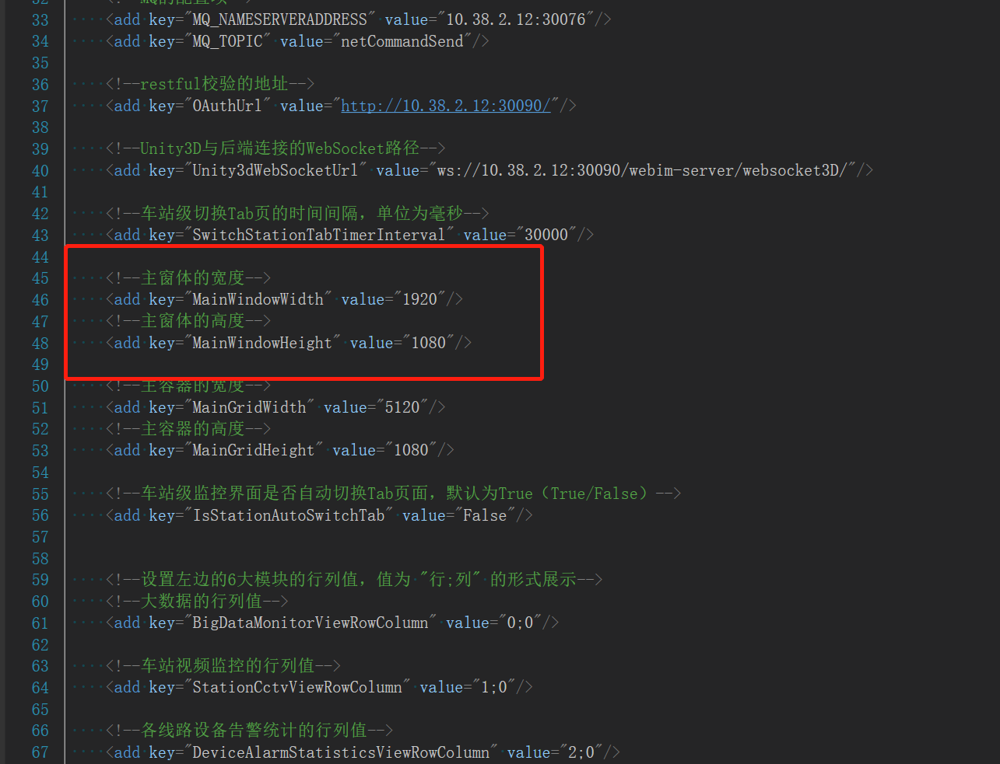 32 <!--MQ的配置项-->
33 <add key="MQ_NAMESERVERADDRESS" value="10.38.2.12:30076"/>
34 <add key="MQ_TOPIC" value="netCommandSend"/>
35
36 <!--restful校验的地址-->
37 <add key="OAuthUrl" value="http://10.38.2.12:30090/"/>
38
39 <!--Unity3D与后端连接的WebSocket路径-->
40 <add key="Unity3dWebSocketUrl" value="ws://10.38.2.12:30090/webim-server/websocket3D/"/>
41
42 <!--车站级切换Tab页的时间间隔，单位为毫秒-->
43 <add key="SwitchStationTabTimerInterval" value="30000"/>
44
45 <!--主窗体的宽度-->
46 <add key="MainWindowWidth" value="1920"/>
47 <!--主窗体的高度-->
48 <add key="MainWindowHeight" value="1080"/>
49
50 <!--主容器的宽度-->
51 <add key="MainGridWidth" value="5120"/>
52 <!--主容器的高度-->
53 <add key="MainGridHeight" value="1080"/>
54
55 <!--车站级监控界面是否自动切换Tab页面，默认为True（True/False）-->
56 <add key="IsStationAutoSwitchTab" value="False"/>
57
58
59 <!--设置左边的6大模块的行列值，值为 "行;列" 的形式展示-->
60 <!--大数据的行列值-->
61 <add key="BigDataMonitorViewRowColumn" value="0;0"/>
62
63 <!--车站视频监控的行列值-->
64 <add key="StationCctvViewRowColumn" value="1;0"/>
65
66 <!--各线路设备告警统计的行列值-->
67 <add key="DeviceAlarmStatisticsViewRowColumn" value="2;0"/>